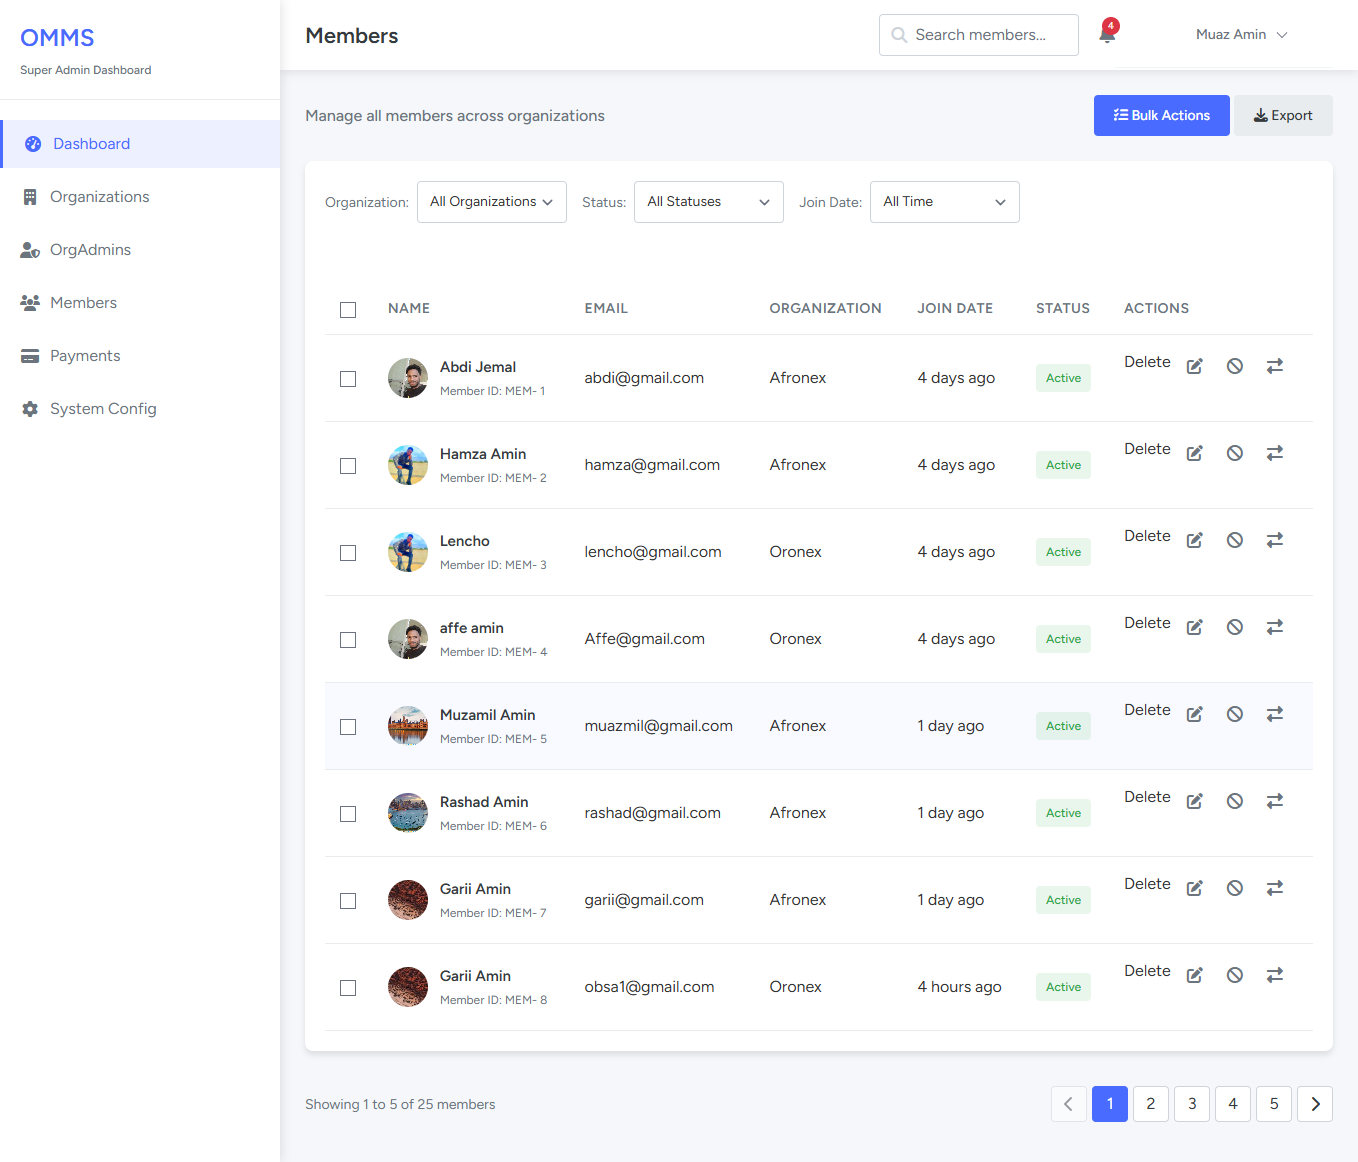 OMMS
Super Admin Dashboard
Dashboard
Organizations
OrgAdmins
Members
Payments
System Config
Members
Search members...
4
Muaz Amin
Manage all members across organizations
Bulk Actions
Export
Organization: All Organizations Status: All Statuses Join Date: All Time
NAME EMAIL ORGANIZATION JOIN DATE STATUS ACTIONS
Abdi Jemal
Member ID: MEM- 1
abdi@gmail.com Afronex 4 days ago Active Delete
Hamza Amin
Member ID: MEM- 2
hamza@gmail.com Afronex 4 days ago Active Delete
Lencho
Member ID: MEM- 3
lencho@gmail.com Oronex 4 days ago Active Delete
affe amin
Member ID: MEM- 4
Affe@gmail.com Oronex 4 days ago Active Delete
Muzamil Amin
Member ID: MEM- 5
muazmil@gmail.com Afronex 1 day ago Active Delete
Rashad Amin
Member ID: MEM- 6
rashad@gmail.com Afronex 1 day ago Active Delete
Garii Amin
Member ID: MEM- 7
garii@gmail.com Afronex 1 day ago Active Delete
Garii Amin
Member ID: MEM- 8
obsa1@gmail.com Oronex 4 hours ago Active Delete
Showing 1 to 5 of 25 members
1 2 3 4 5